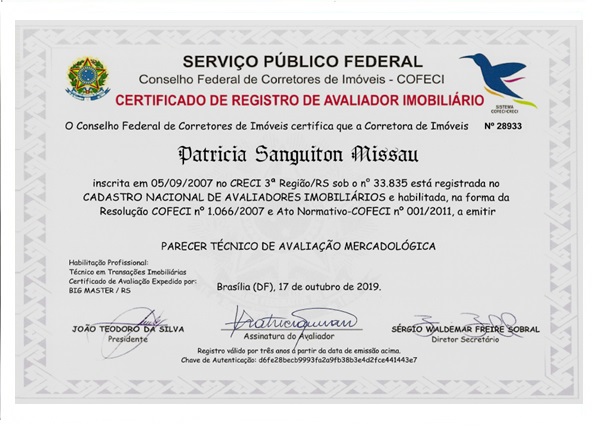 SERVIÇO PÚBLICO FEDERAL
Conselho Federal de Corretores de Imóveis - COFECI
CERTIFICADO DE REGISTRO DE AVALIADOR IMOBILIÁRIO
SISTEMA
COFECI-CRECI
O Conselho Federal de Corretores de Imóveis certifica que a Corretora de Imóveis Nº 28933
Patricia Sanguiton Missau
inscrita em 05/09/2007 no CRECI 3ª Região/RS sob o n° 33.835 está registrada no
CADASTRO NACIONAL DE AVALIADORES IMOBILIÁRIOS e habilitada, na forma da
Resolução COFECI nº 1.066/2007 e Ato Normativo-COFECI nº 001/2011, a emitir
PARECER TÉCNICO DE AVALIAÇÃO MERCADOLÓGICA
Habilitação Profissional:
Técnico em Transações Imobiliárias
Certificado de Avaliação Expedido por:
BIG MASTER / RS
Brasília (DF), 17 de outubro de 2019.
JOÃO TEODORO DA SILVA
Presidente
Assinatura do Avaliador
SÉRGIO WALDEMAR FREIRE SOBRAL
Diretor Secretário
Registro válido por três anos a partir da data de emissão acima.
Chave de Autenticação: d6fe28becb9993fa2a9fb38b3e4d2fce441443e7